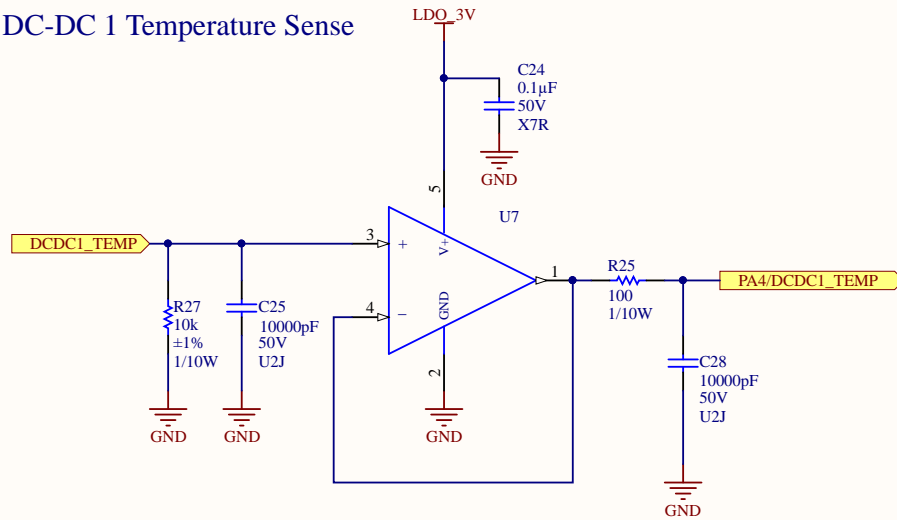 DC-DC 1 Temperature Sense
LDO_3V
C24
0.1µF
50V
X7R
GND
5
U7
DCDC1_TEMP
3
+
V+
1
R25
100
1/10W
PA4/DCDC1_TEMP
R27
10k
±1%
1/10W
C25
10000pF
50V
U2J
4
−
GND
2
C28
10000pF
50V
U2J
GND
GND
GND
GND